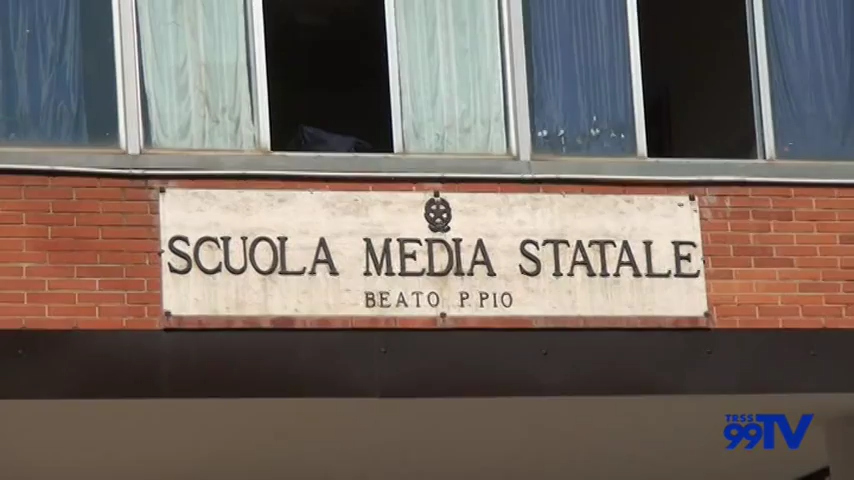 SCUOLA MEDIA STATALE
BEATO P. PIO
TRSS
99TV